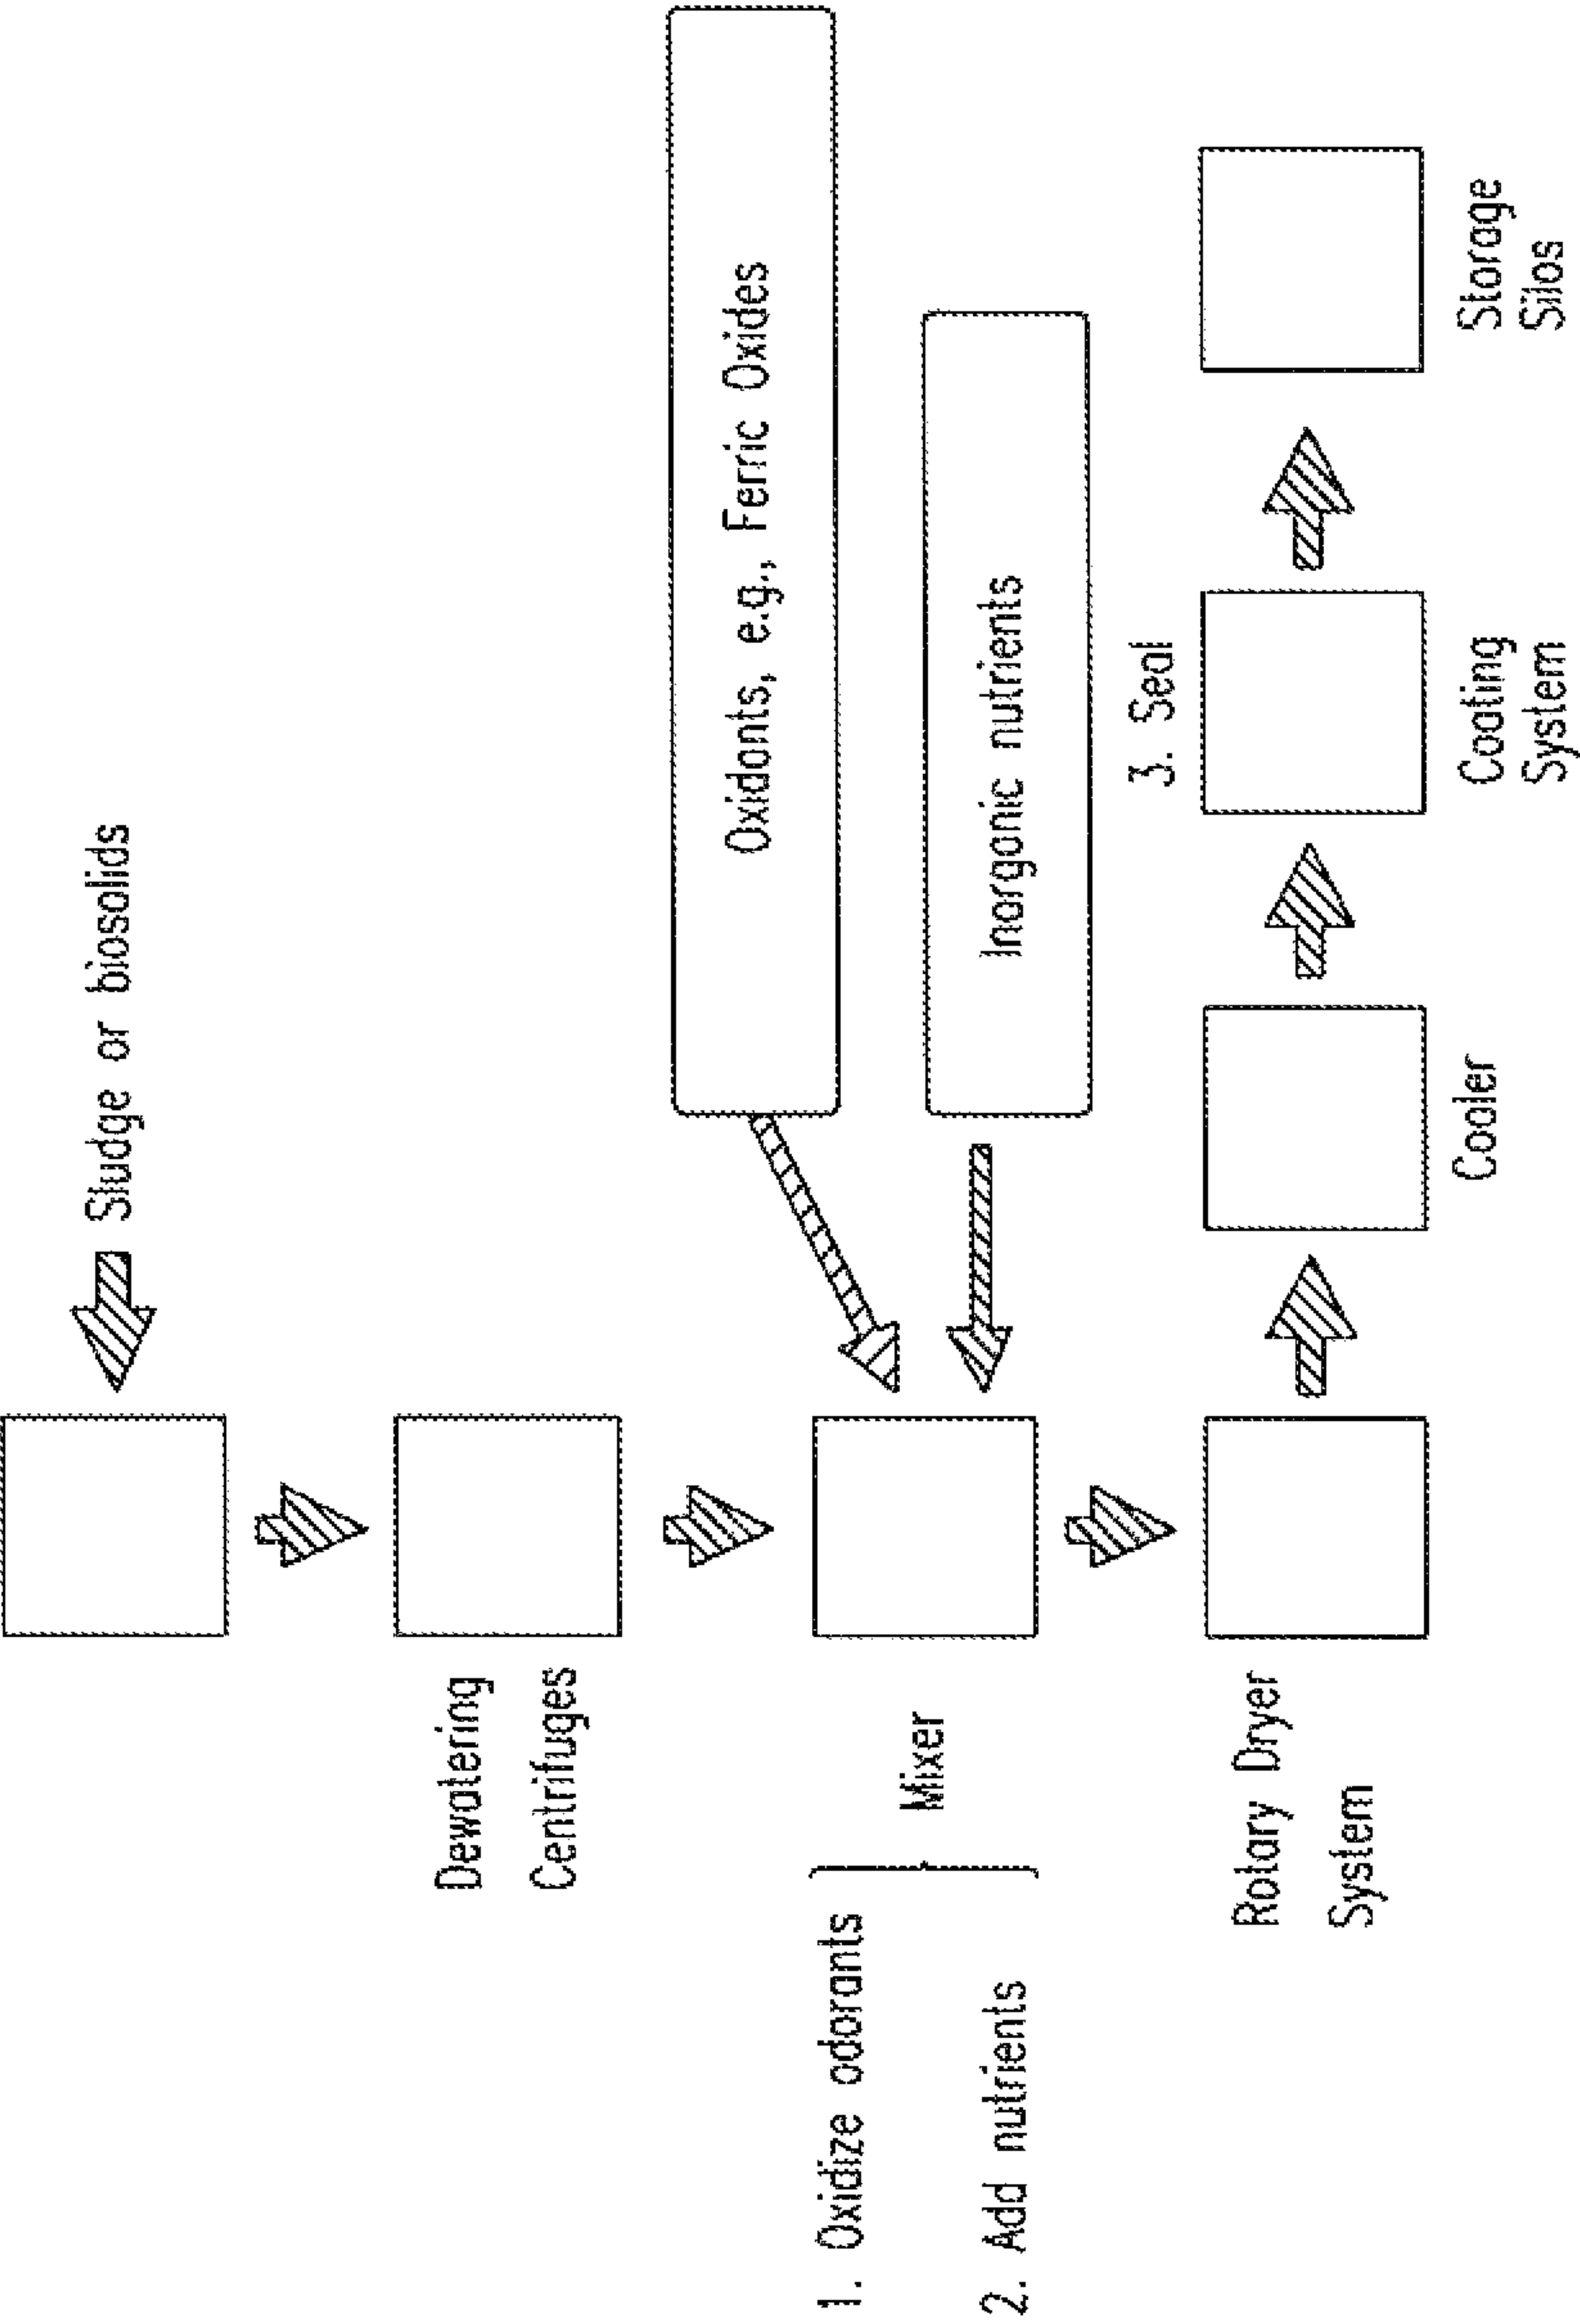 Sludge or biosolids
Dewatering
Centrifuges
Oxidants, e.g., Ferric Oxides
1. Oxidize odorants
Mixer
2. Add nutrients
Inorganic nutrients
3. Seal
Rotary Dryer
System
Cooler
Coating
System
Storage
Silos